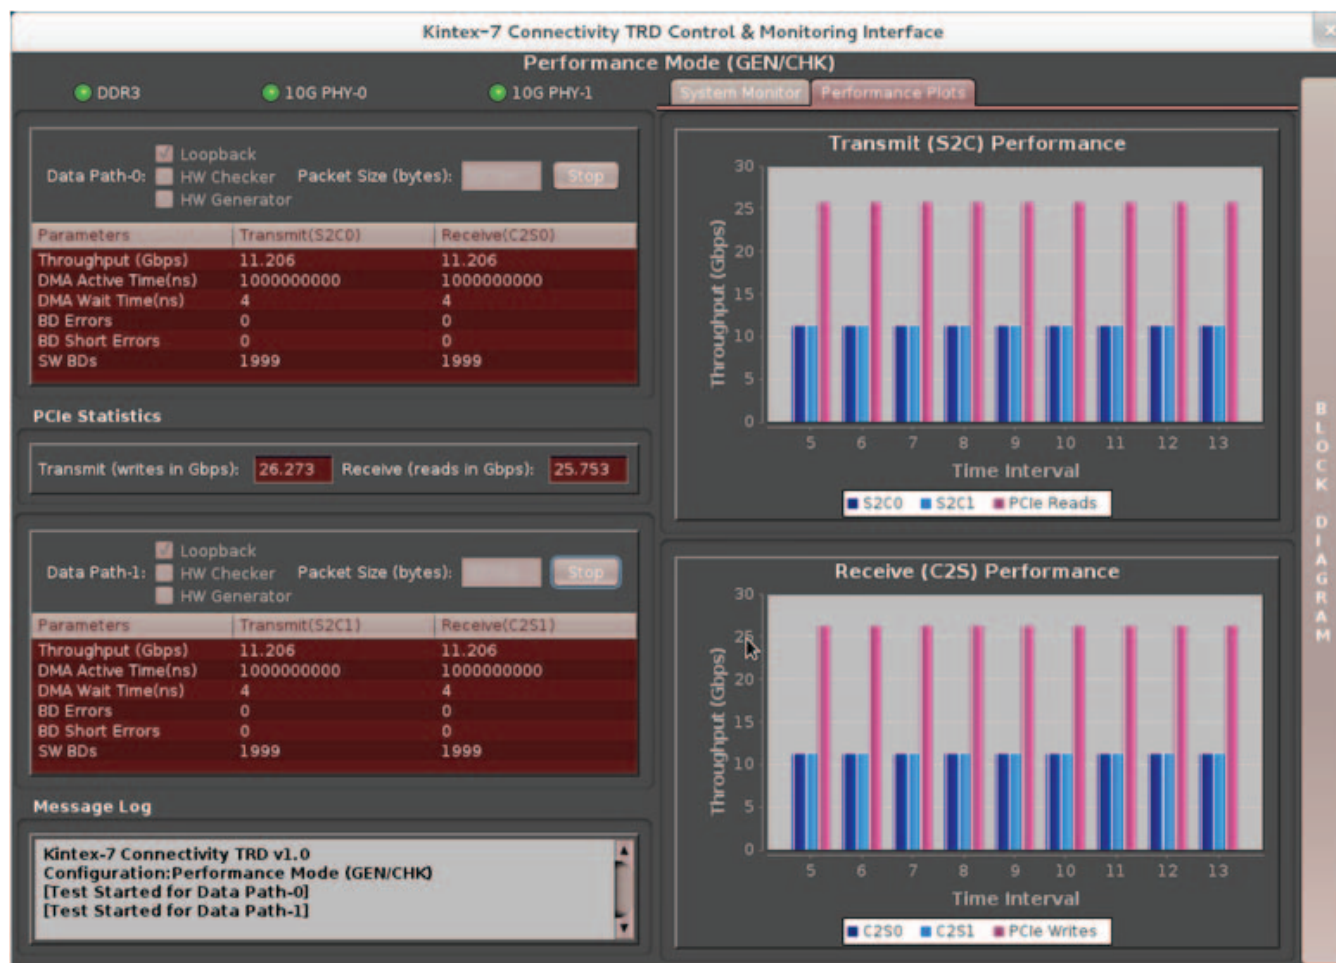 Kintex-7 Connectivity TRD Control & Monitoring Interface
Performance Mode (GEN/CHK)
DDR3 10G PHY-0 10G PHY-1
Data Path-0:
Loopback
HW Checker
HW Generator
Packet Size (bytes): Stop
Parameters Transmit(S2C0) Receive(C2S0)
Throughput (Gbps) 11.206 11.206
DMA Active Time(ns) 1000000000 1000000000
DMA Wait Time(ns) 4 4
BD Errors 0 0
BD Short Errors 0 0
SW BDs 1999 1999
PCIe Statistics
Transmit (writes in Gbps): 26.273 Receive (reads in Gbps): 25.753
Data Path-1:
Loopback
HW Checker
HW Generator
Packet Size (bytes): Stop
Parameters Transmit(S2C1) Receive(C2S1)
Throughput (Gbps) 11.206 11.206
DMA Active Time(ns) 1000000000 1000000000
DMA Wait Time(ns) 4 4
BD Errors 0 0
BD Short Errors 0 0
SW BDs 1999 1999
Message Log
Kintex-7 Connectivity TRD v1.0
Configuration:Performance Mode (GEN/CHK)
[Test Started for Data Path-0]
[Test Started for Data Path-1]
System Monitor Performance Plots
Transmit (S2C) Performance
Throughput (Gbps)
30
25
20
15
10
5
0
5 6 7 8 9 10 11 12 13
Time Interval
S2C0 S2C1 PCIe Reads
Receive (C2S) Performance
Throughput (Gbps)
30
25
20
15
10
5
0
5 6 7 8 9 10 11 12 13
Time Interval
C2S0 C2S1 PCIe Writes
BLOCK DIAGRAM